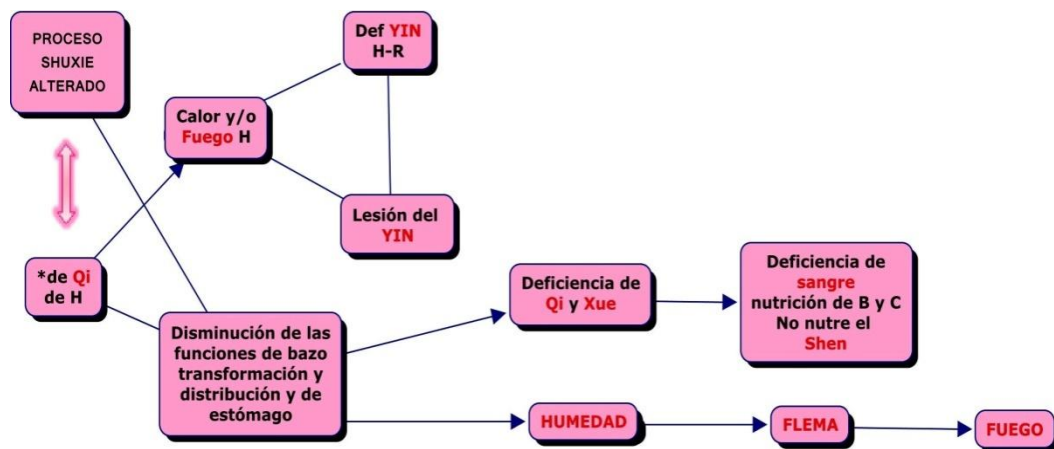 PROCESO
SHUXIE
ALTERADO
Def YIN
H-R
Calor y/o
Fuego H
Lesión del
YIN
*de Qi
de H
Disminución de las
funciones de bazo
transformación y
distribución y de
estómago
Deficiencia de
Qi y Xue
Deficiencia de
sangre
nutrición de B y C
No nutre el
Shen
HUMEDAD
FLEMA
FUEGO